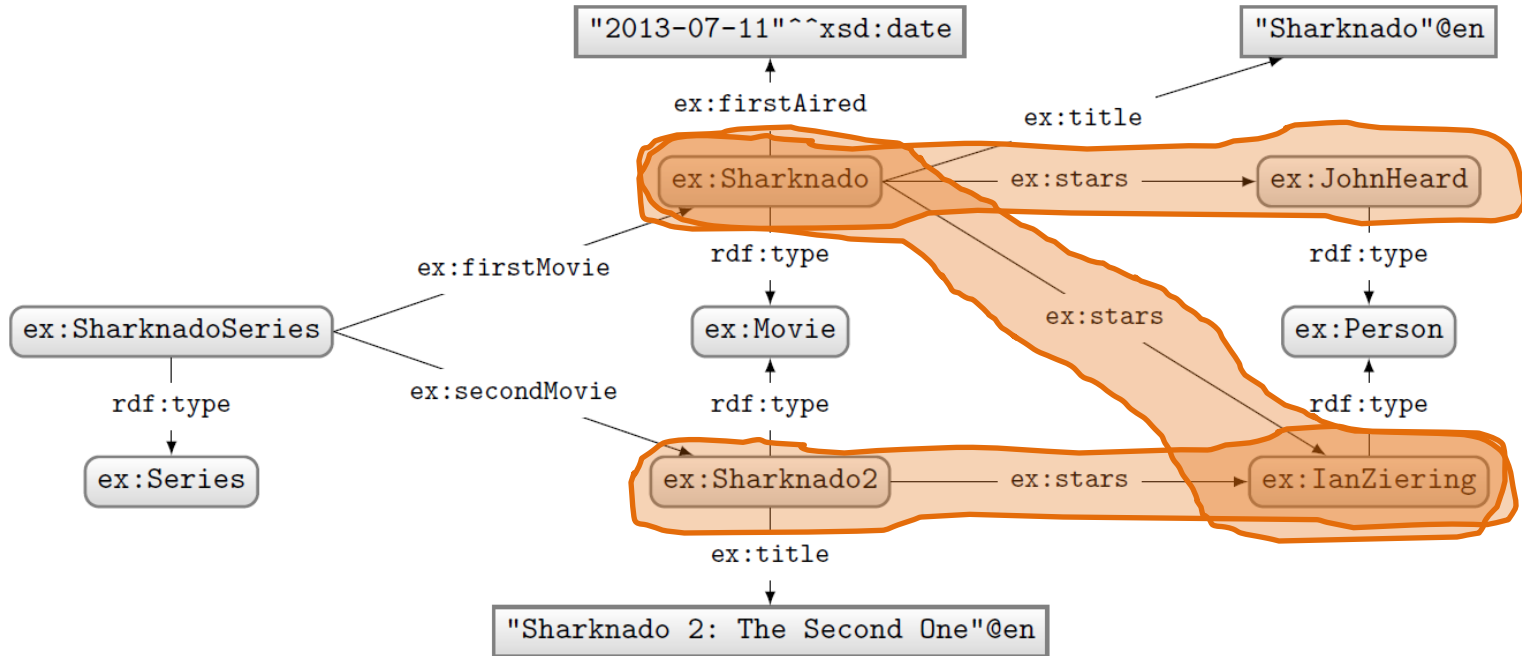 "2013-07-11"^^xsd:date
"Sharknado"@en
ex:firstAired
ex:title
ex:Sharknado
ex:stars
ex:JohnHeard
rdf:type
rdf:type
ex:firstMovie
ex:SharknadoSeries
ex:Movie
ex:stars
ex:Person
ex:secondMovie
rdf:type
rdf:type
rdf:type
ex:Series
ex:Sharknado2
ex:stars
ex:IanZiering
ex:title
"Sharknado 2: The Second One"@en